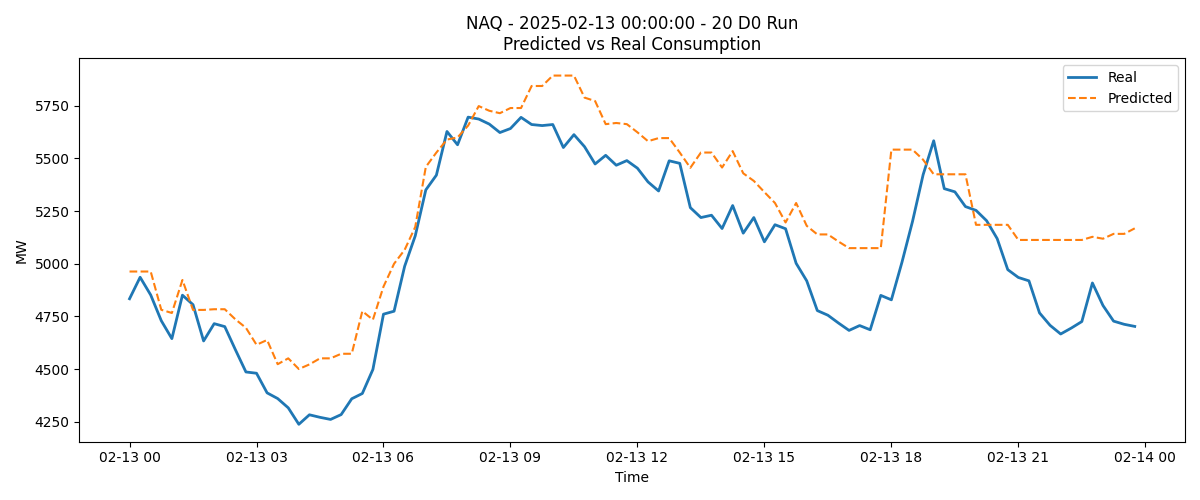 NAQ - 2025-02-13 00:00:00 - 20 D0 Run
Predicted vs Real Consumption
Real
Predicted
MW
5750
5500
5250
5000
4750
4500
4250
02-13 00
02-13 03
02-13 06
02-13 09
02-13 12
02-13 15
02-13 18
02-13 21
02-14 00
Time